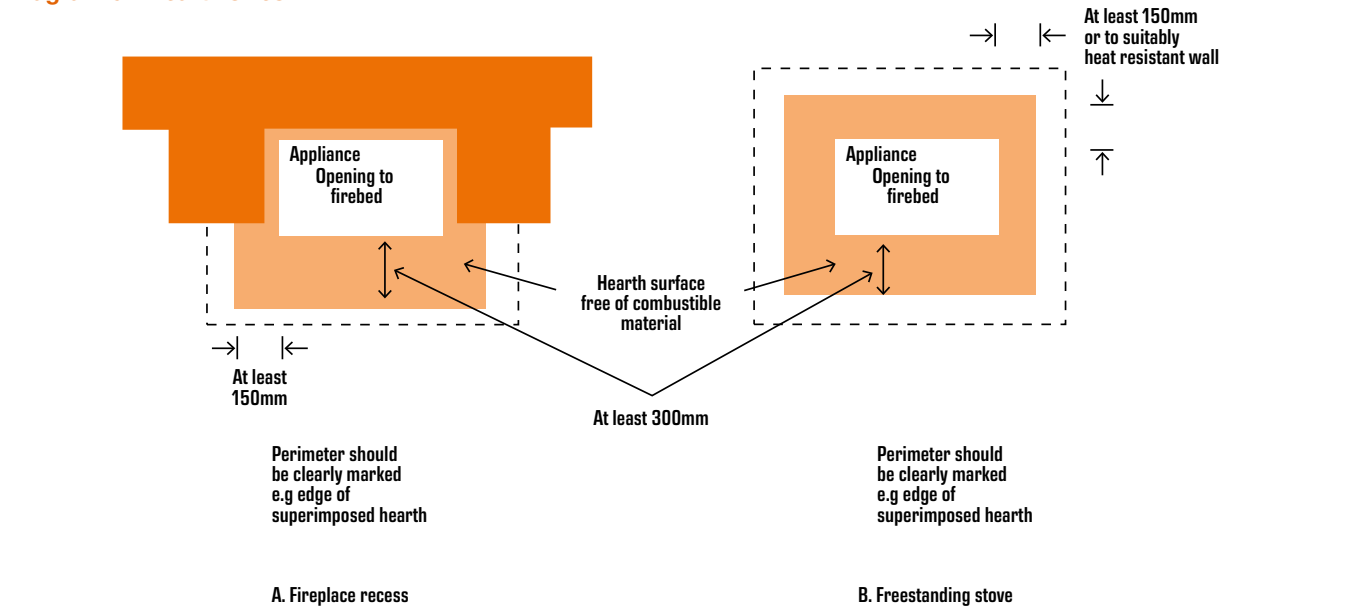 At least 150mm
or to suitably
heat resistant wall
Appliance
Opening to
firebed
Appliance
Opening to
firebed
Hearth surface
free of combustible
material
At least
150mm
At least 300mm
Perimeter should
be clearly marked
e.g edge of
superimposed hearth
Perimeter should
be clearly marked
e.g edge of
superimposed hearth
A. Fireplace recess
B. Freestanding stove